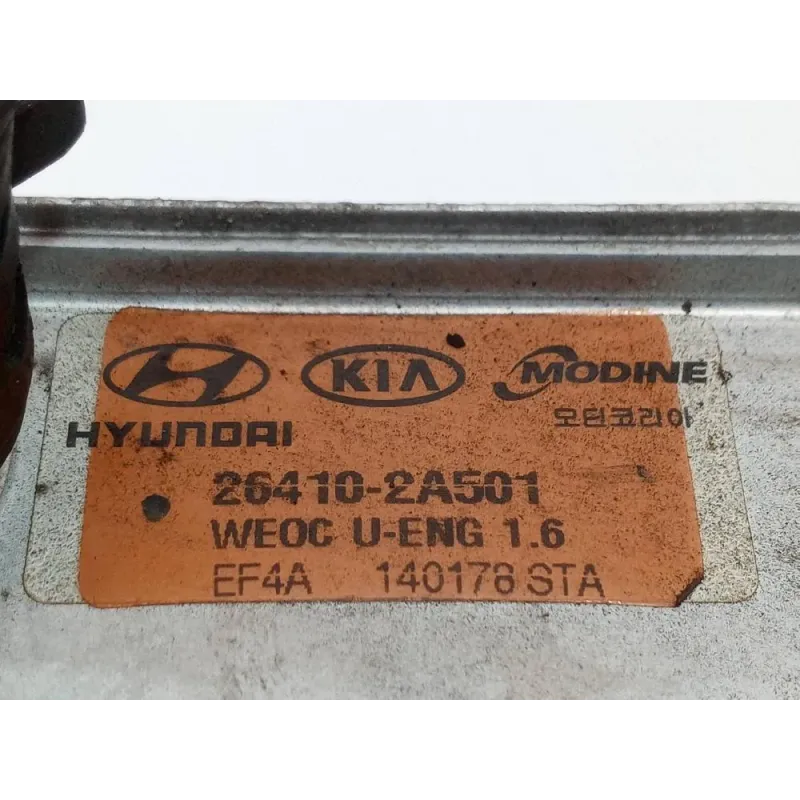 KIA MODINE
HYUNDAI 모딘코리아
26410-2A501
WEOC U-ENG 1.6
EF4A 140178 STA